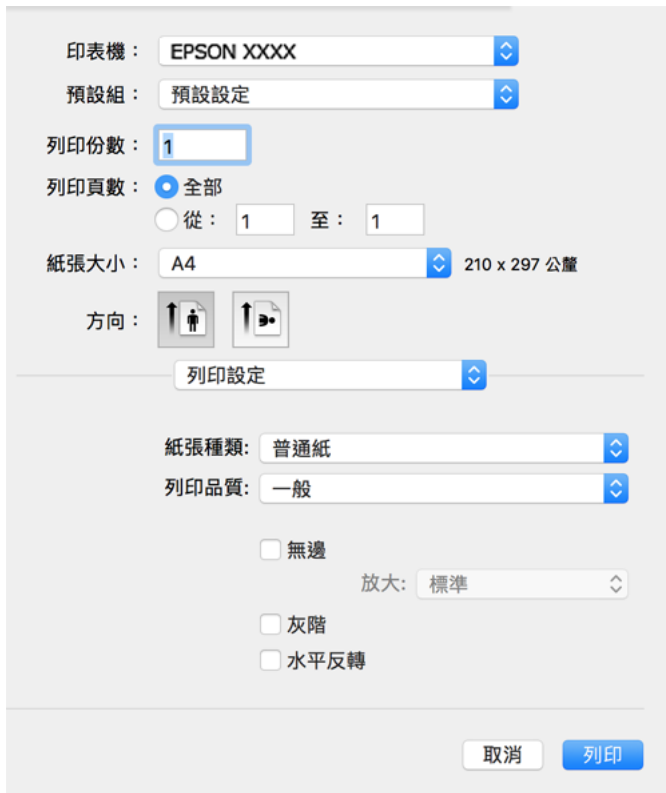 印表機： EPSON XXXX
預設組： 預設設定
列印份數： 1
列印頁數： 全部
從： 1 至： 1
紙張大小： A4 210 x 297 公釐
方向：
列印設定
紙張種類: 普通紙
列印品質: 一般
無邊
放大: 標準
灰階
水平反轉
取消 列印